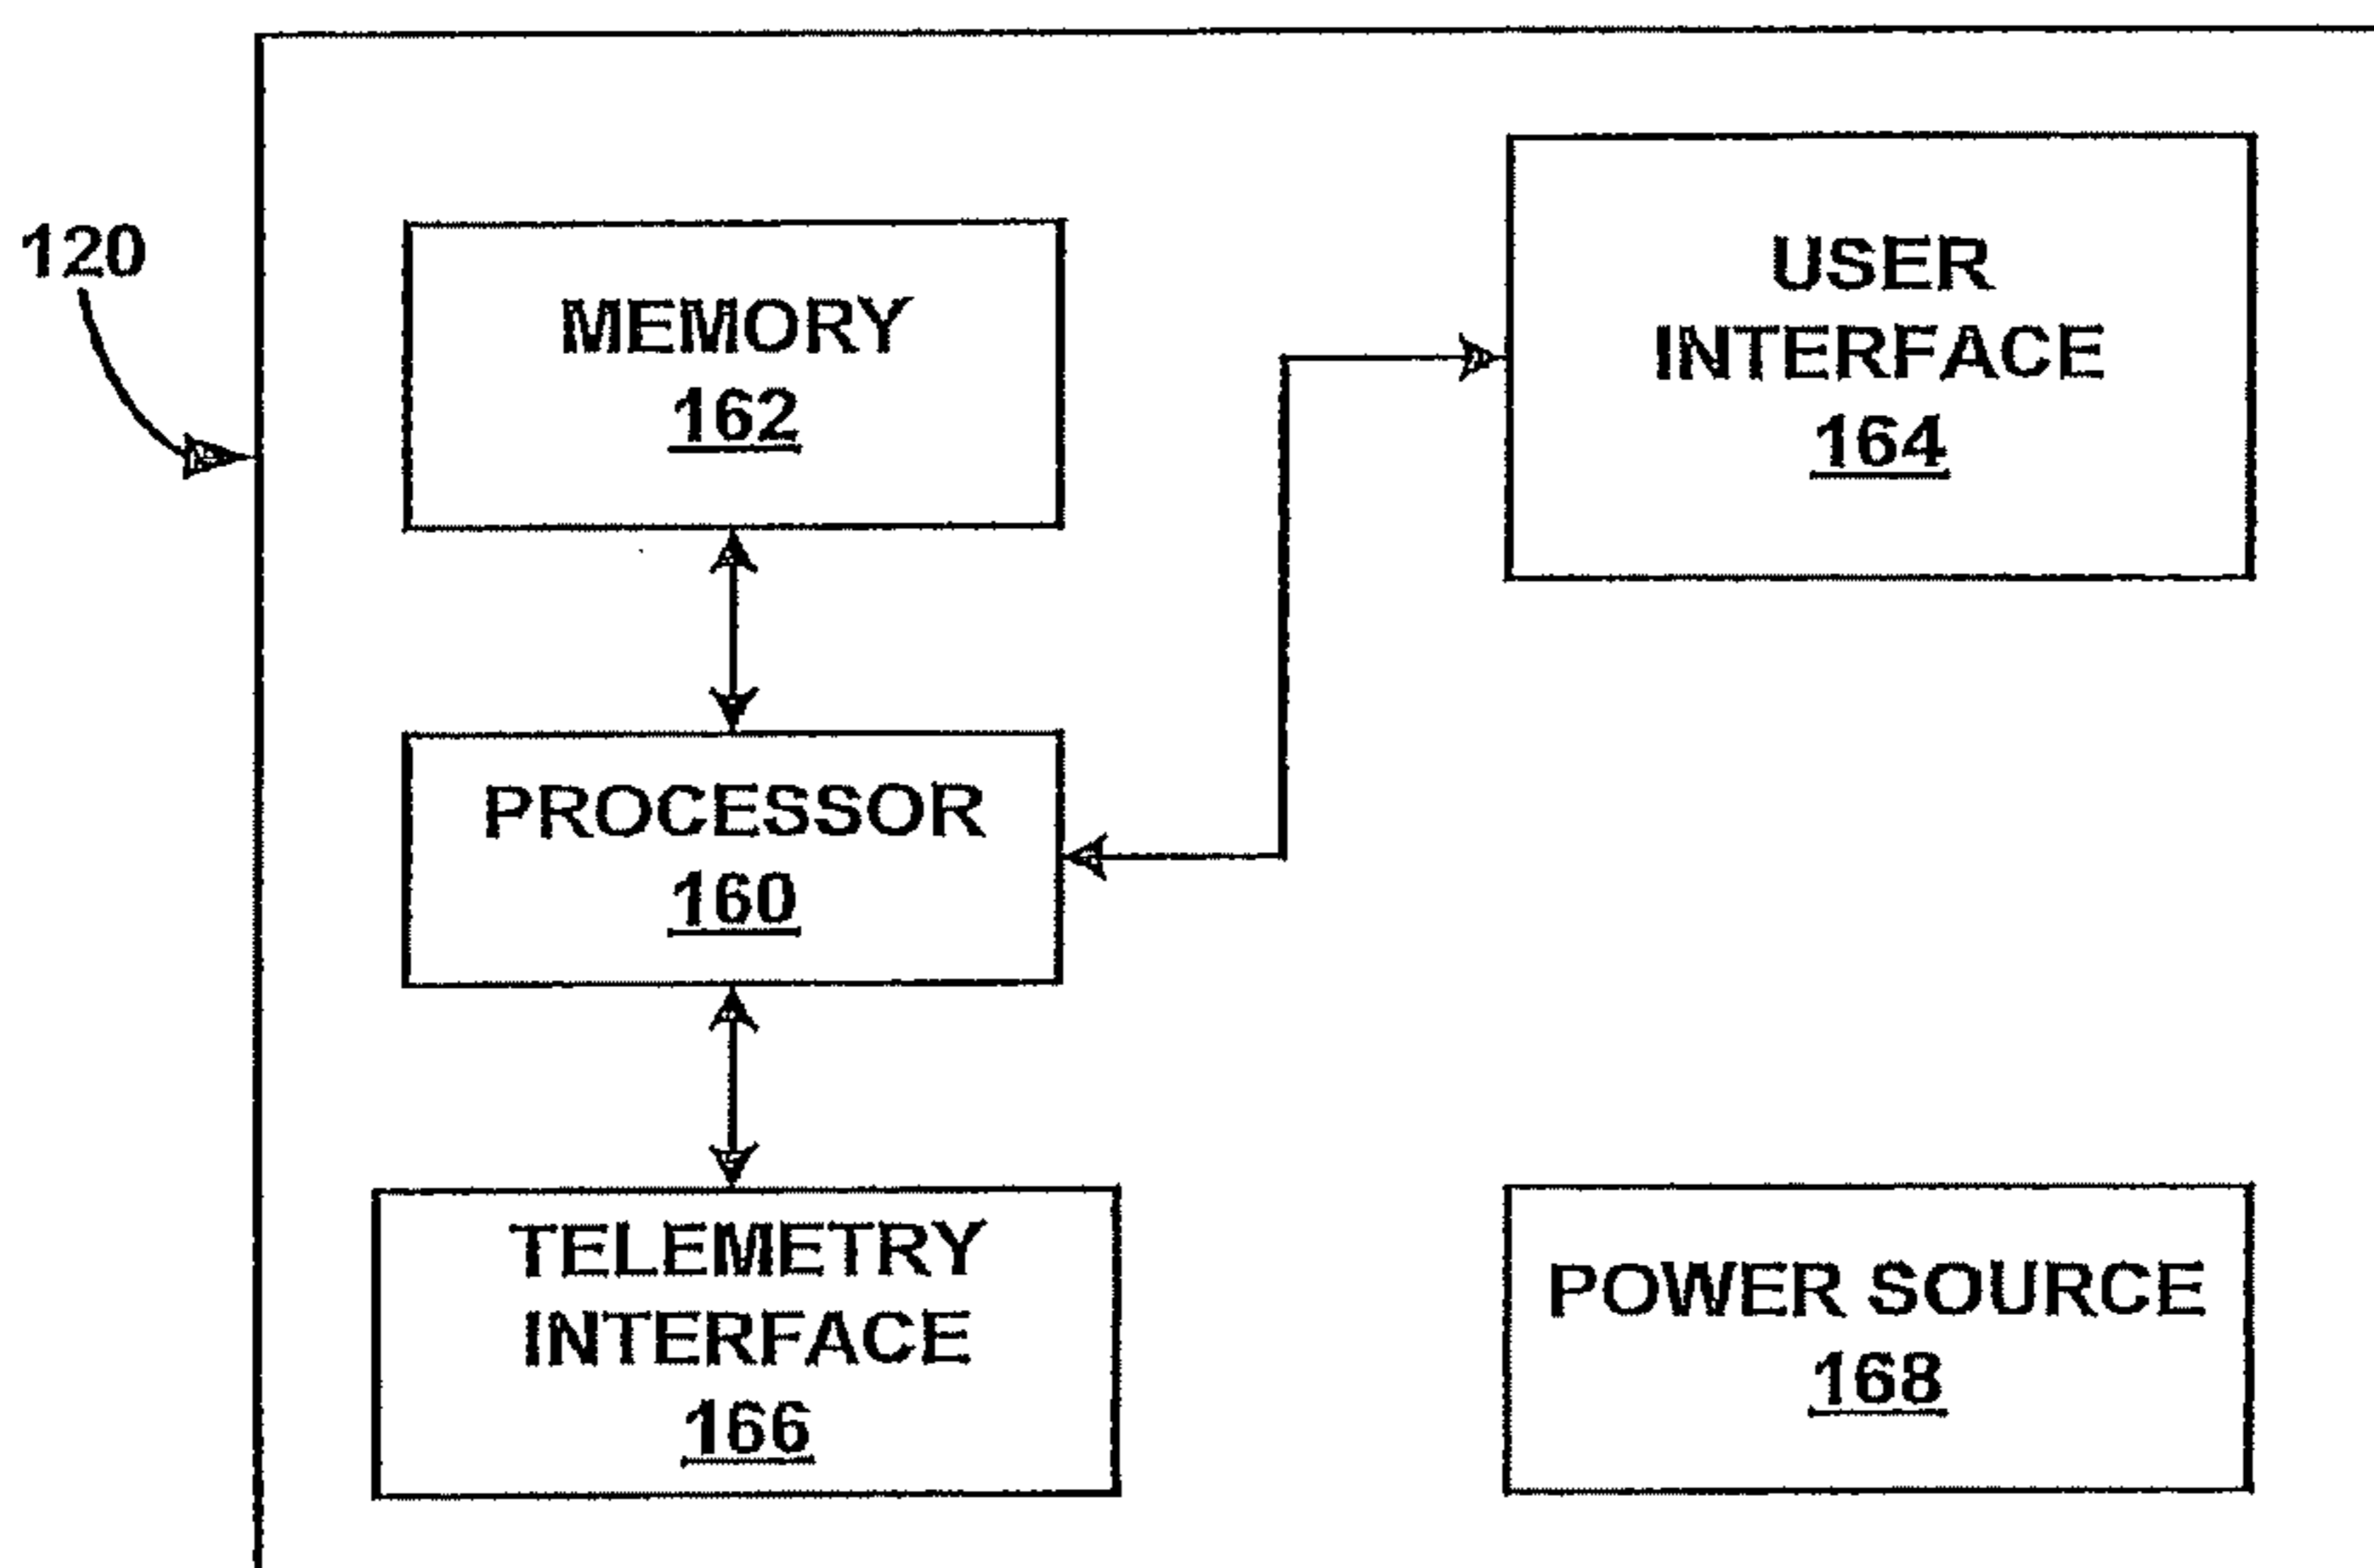 120
MEMORY
162
USER
INTERFACE
164
PROCESSOR
160
TELEMETRY
INTERFACE
166
POWER SOURCE
168